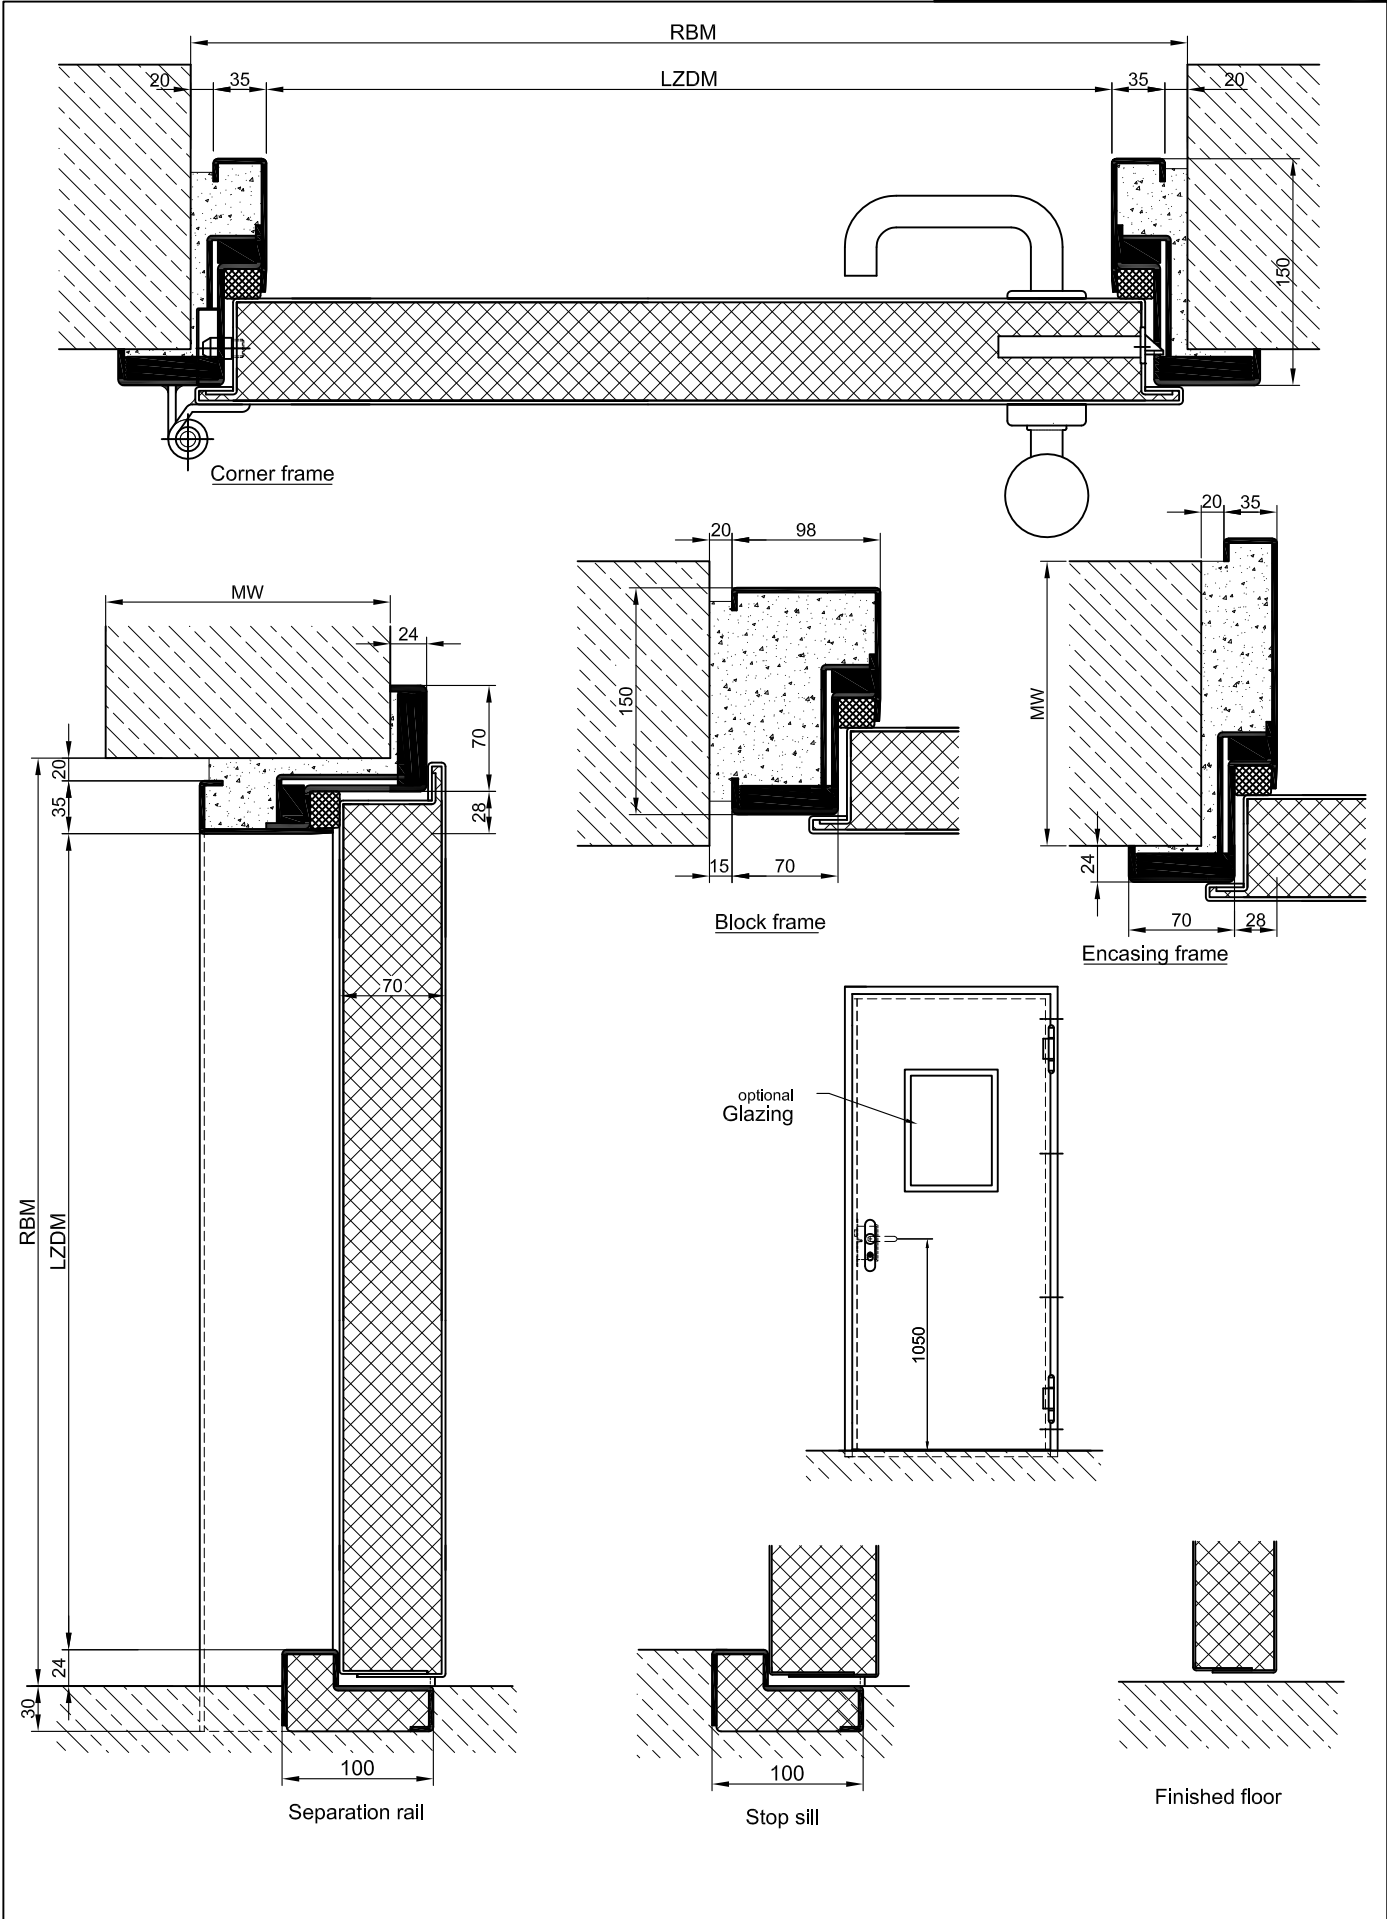 RBM
20 35 LZDM 35 20
150
Corner frame
20 35
20 98
MW
24
150
MW
70
20
35
28
15 70
24
Block frame
70 28
Encasing frame
70
optional
Glazing
RBM
LZDM
1050
24
30
100
100
Separation rail
Stop sill
Finished floor